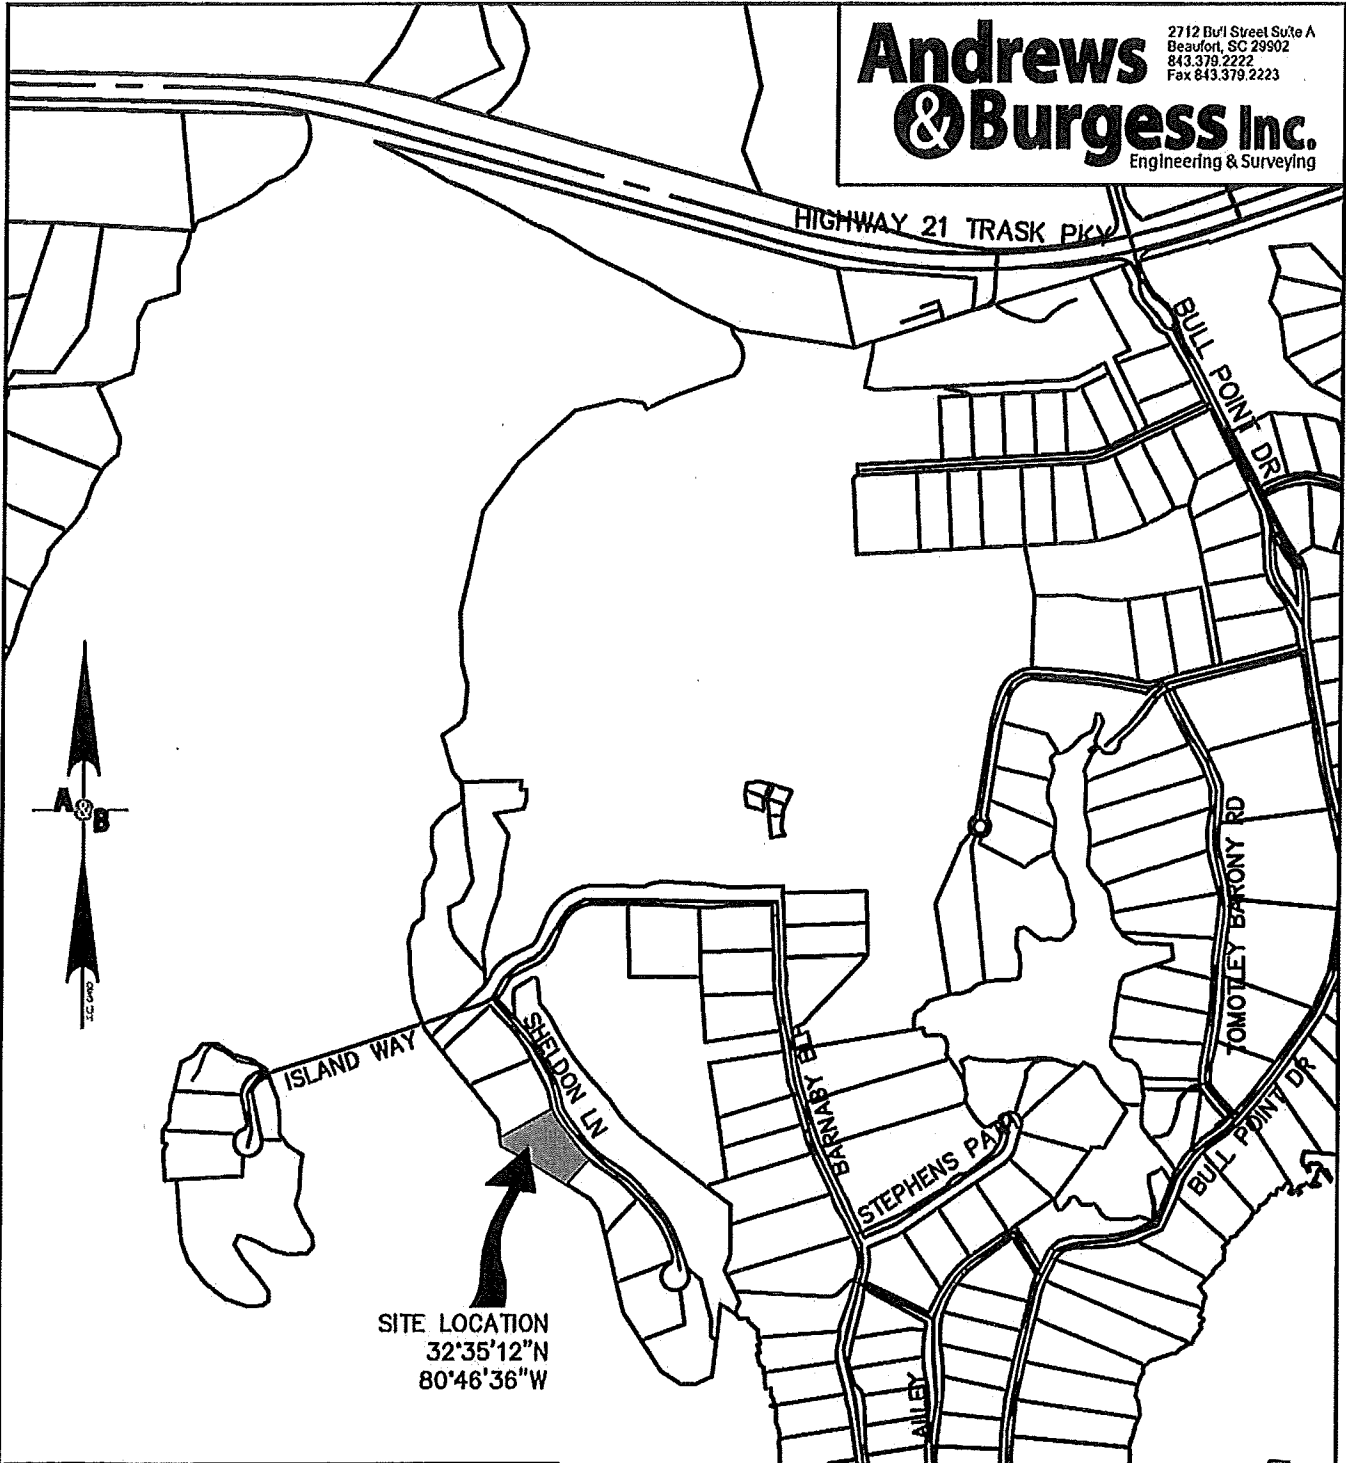 Andrews
& Burgess Inc.
Engineering & Surveying
2712 Bull Street Suite A
Beaufort, SC 29902
843.379.2222
Fax 843.379.2223
HIGHWAY 21 TRASK PKY
BULL POINT DR
A & B
TOMOTLEY BARONY RD
ISLAND WAY
SHELDON LN
BARNABY
STEPHENS
BULL POINT DR
SITE LOCATION
32°35'12"N
80°46'36"W